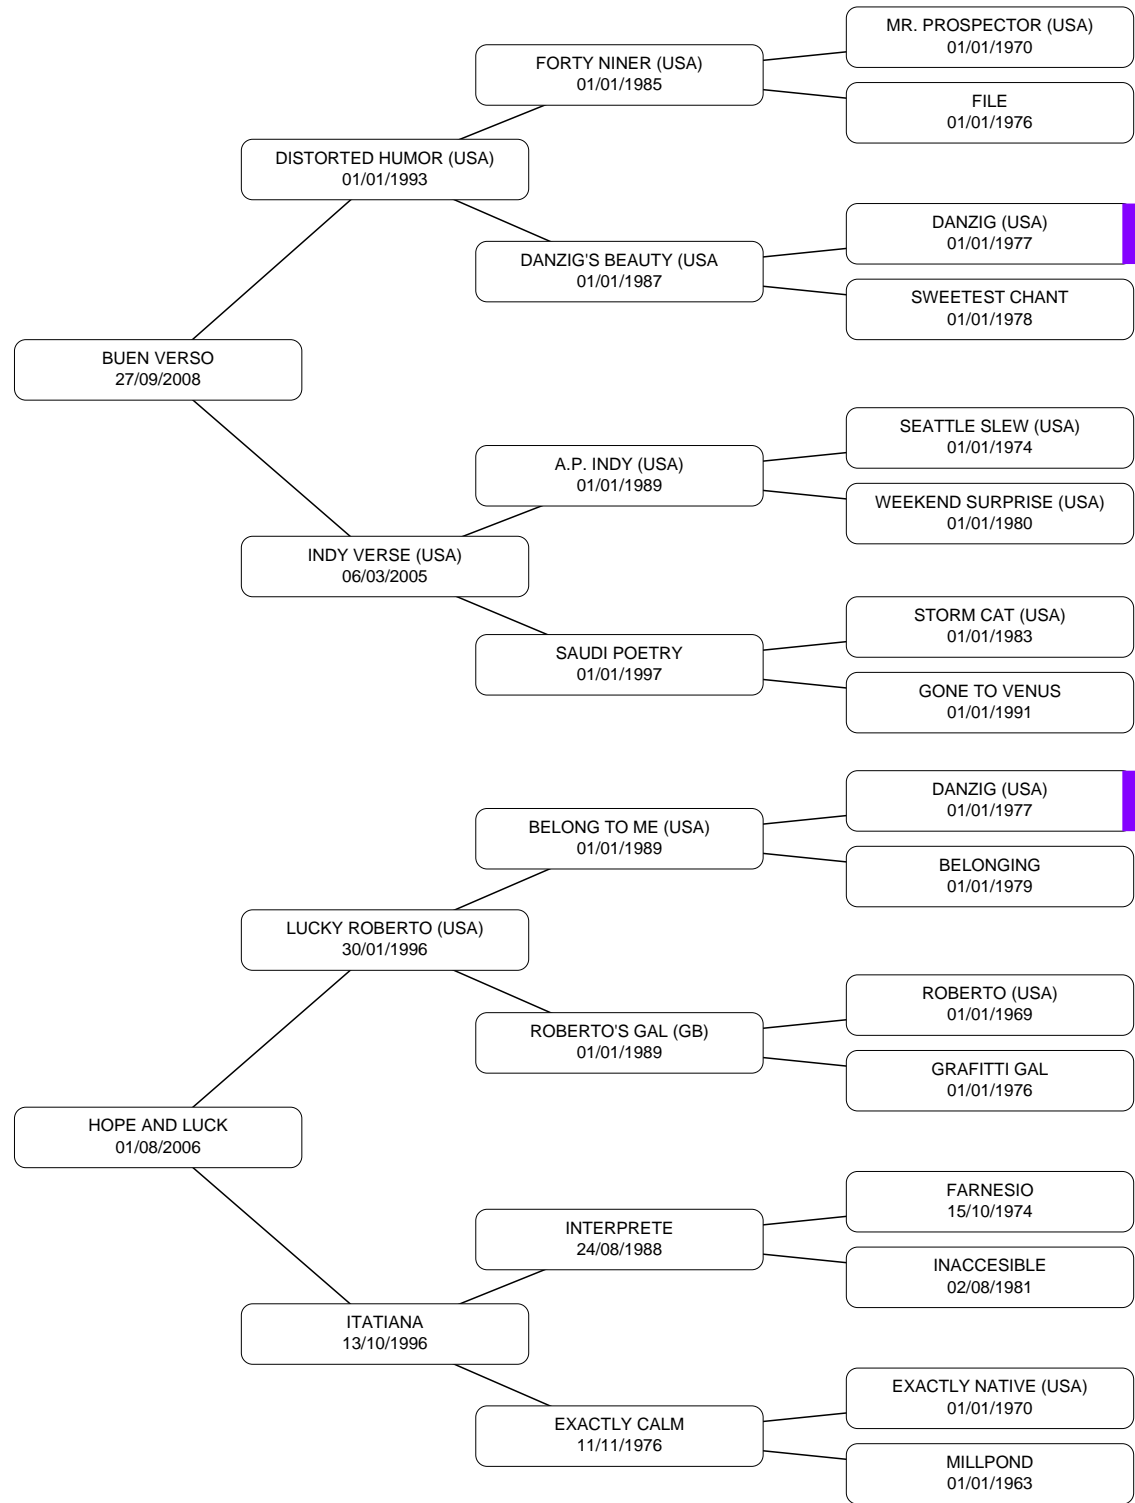 MR. PROSPECTOR (USA)
01/01/1970
FORTY NINER (USA)
01/01/1985
FILE
01/01/1976
DISTORTED HUMOR (USA)
01/01/1993
DANZIG (USA)
01/01/1977
DANZIG'S BEAUTY (USA
01/01/1987
SWEETEST CHANT
01/01/1978
BUEN VERSO
27/09/2008
SEATTLE SLEW (USA)
01/01/1974
A.P. INDY (USA)
01/01/1989
WEEKEND SURPRISE (USA)
01/01/1980
INDY VERSE (USA)
06/03/2005
STORM CAT (USA)
01/01/1983
SAUDI POETRY
01/01/1997
GONE TO VENUS
01/01/1991
DANZIG (USA)
01/01/1977
BELONG TO ME (USA)
01/01/1989
BELONGING
01/01/1979
LUCKY ROBERTO (USA)
30/01/1996
ROBERTO (USA)
01/01/1969
ROBERTO'S GAL (GB)
01/01/1989
GRAFITTI GAL
01/01/1976
HOPE AND LUCK
01/08/2006
FARNESIO
15/10/1974
INTERPRETE
24/08/1988
INACCESIBLE
02/08/1981
ITATIANA
13/10/1996
EXACTLY NATIVE (USA)
01/01/1970
EXACTLY CALM
11/11/1976
MILLPOND
01/01/1963